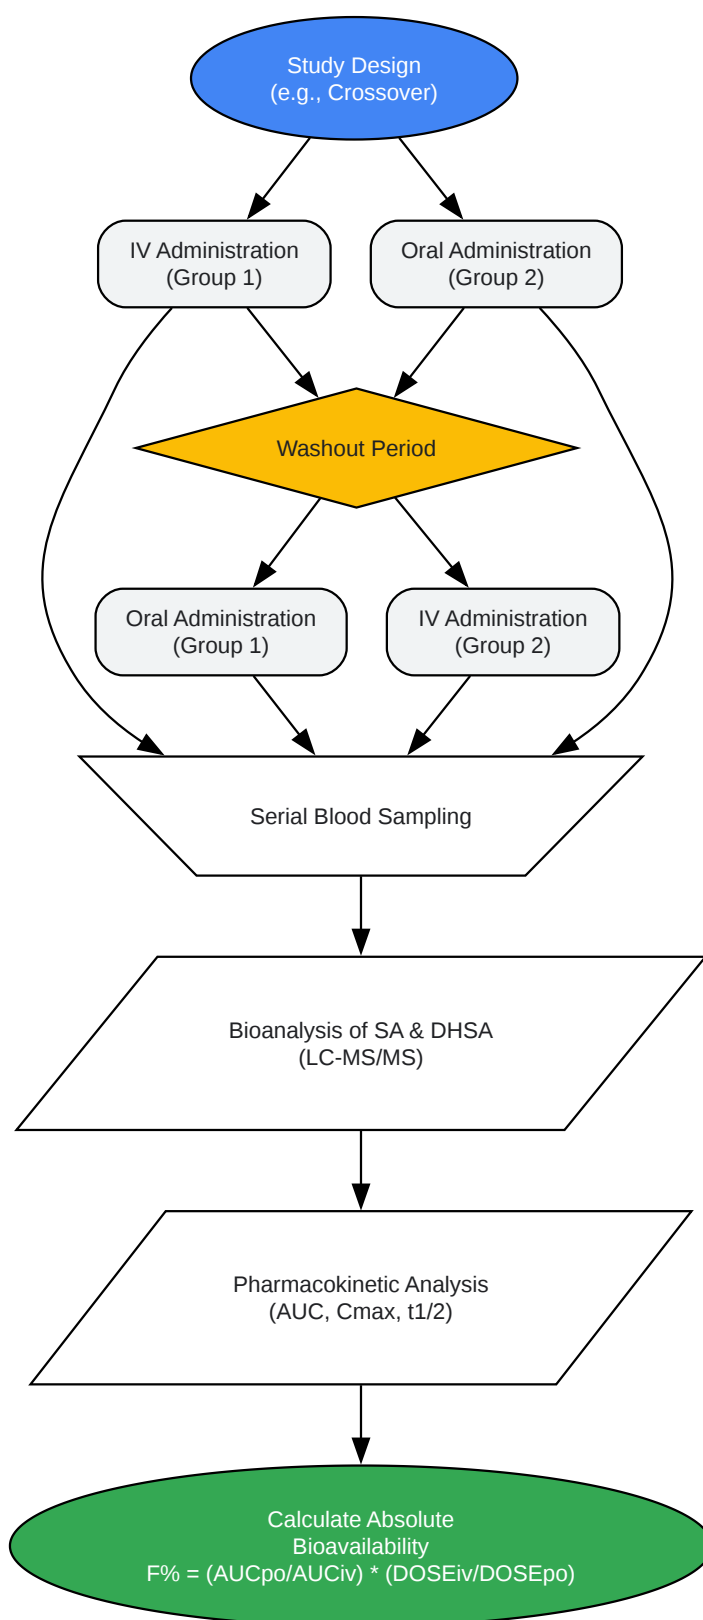 Study Design
(e.g., Crossover)
IV Administration
(Group 1)
Oral Administration
(Group 2)
Washout Period
Oral Administration
(Group 1)
IV Administration
(Group 2)
Serial Blood Sampling
Bioanalysis of SA & DHSA
(LC-MS/MS)
Pharmacokinetic Analysis
(AUC, Cmax, t1/2)
Calculate Absolute
Bioavailability
F% = (AUCpo/AUCiv) * (DOSEiv/DOSEpo)